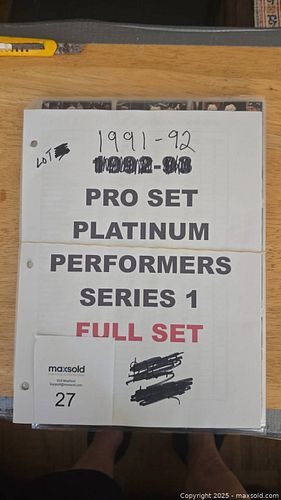 1991-92
LOT
1992-93
PRO SET
PLATINUM
PERFORMERS
SERIES 1
FULL SET
maxsold
27
Copyright © 2025 - maxsold.com